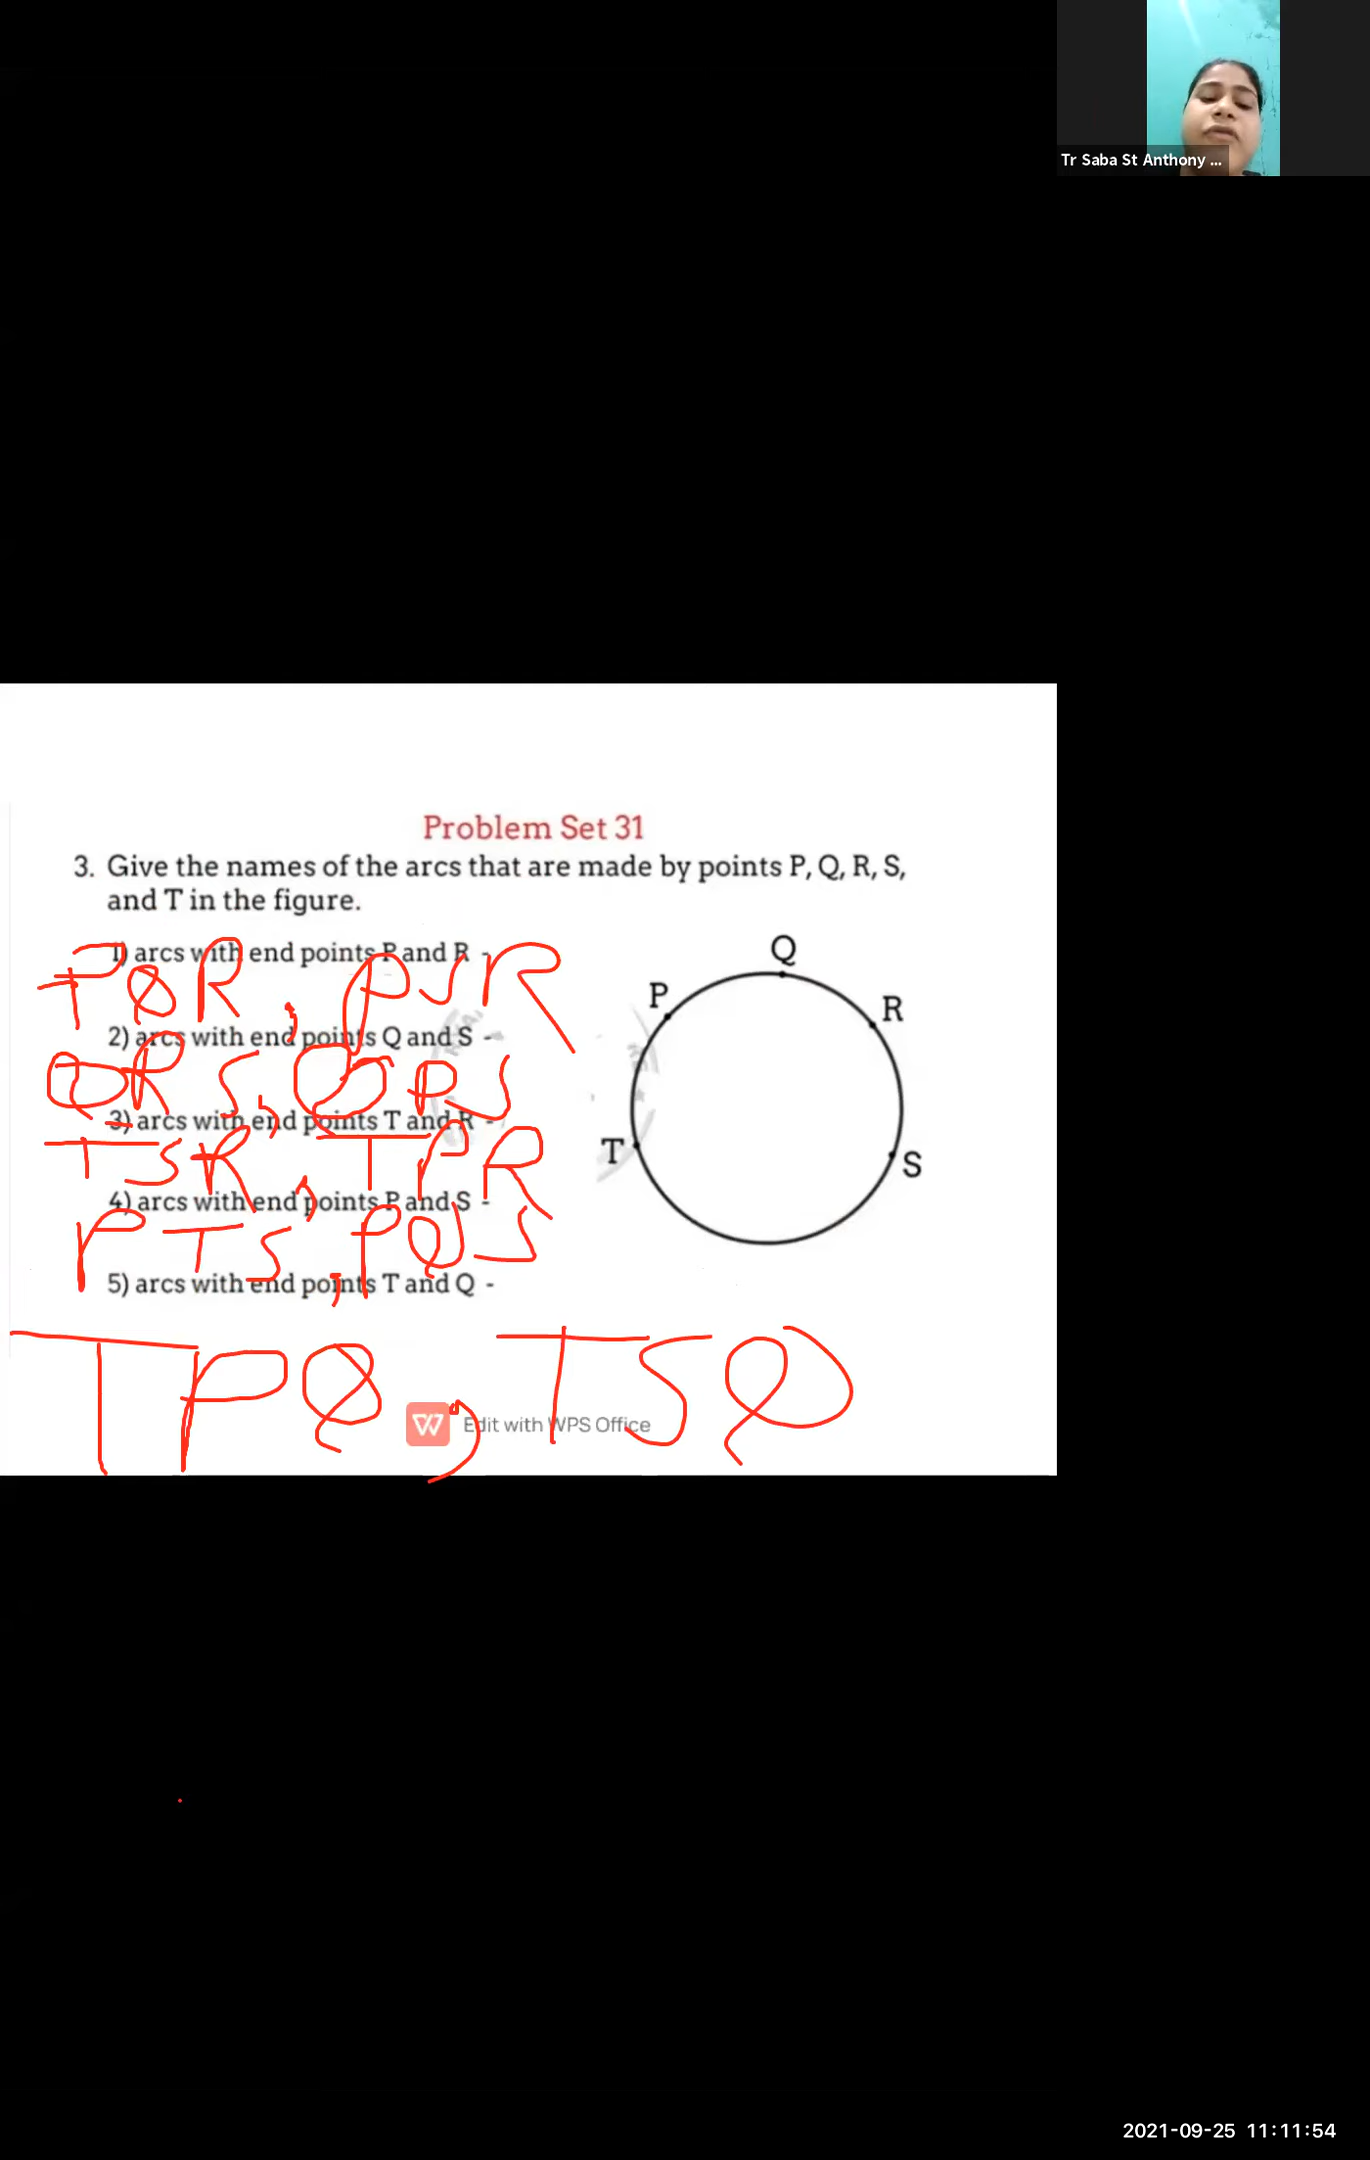 Tr Saba St Anthony ...
Problem Set 31
3. Give the names of the arcs that are made by points P, Q, R, S,
and T in the figure.
1) arcs with end points P and R -
PQR, PSR
2) arcs with end points Q and S -
QRS, QPS
3) arcs with end points T and R -
TSR, TPR
4) arcs with end points P and S -
PTS, PQS
5) arcs with end points T and Q -
TPQ, TSQ
Q
P
R
T
S
Edit with WPS Office
2021-09-25 11:11:54